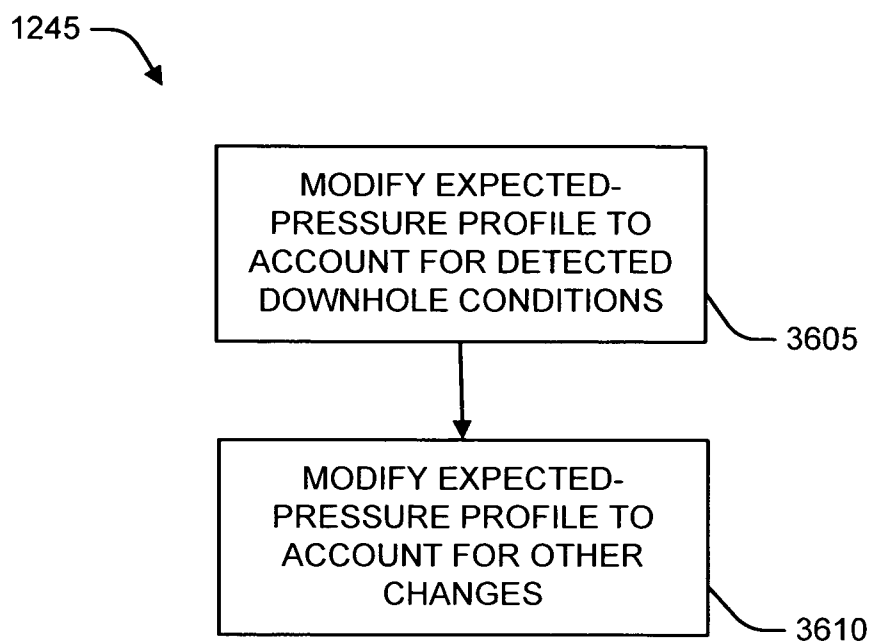 1245
MODIFY EXPECTED-
PRESSURE PROFILE TO
ACCOUNT FOR DETECTED
DOWNHOLE CONDITIONS
3605
MODIFY EXPECTED-
PRESSURE PROFILE TO
ACCOUNT FOR OTHER
CHANGES
3610